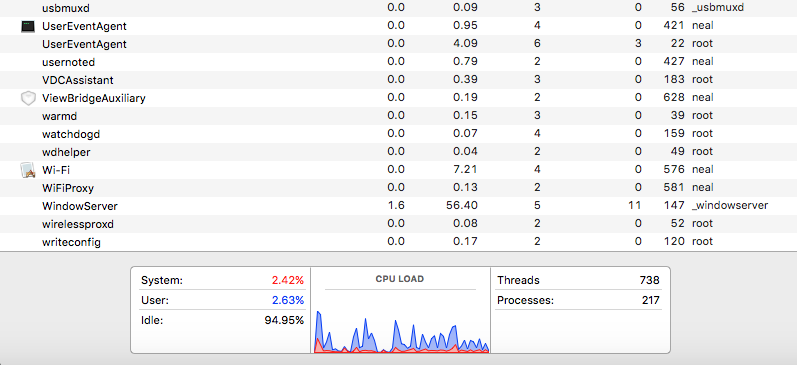 usbmuxd 0.0 0.09 3 0 56 _usbmuxd
UserEventAgent 0.0 0.95 4 0 421 neal
UserEventAgent 0.0 4.09 6 3 22 root
usernoted 0.0 0.79 2 0 427 neal
VDCAssistant 0.0 0.39 3 0 183 root
ViewBridgeAuxiliary 0.0 0.19 2 0 628 neal
warmd 0.0 0.15 3 0 39 root
watchdogd 0.0 0.07 4 0 159 root
wdhelper 0.0 0.04 2 0 49 root
Wi-Fi 0.0 7.21 4 0 576 neal
WiFiProxy 0.0 0.13 2 0 581 neal
WindowServer 1.6 56.40 5 11 147 _windowserver
wirelessproxd 0.0 0.08 2 0 52 root
writeconfig 0.0 0.17 2 0 120 root
System: 2.42%
User: 2.63%
Idle: 94.95%
CPU LOAD
Threads 738
Processes: 217